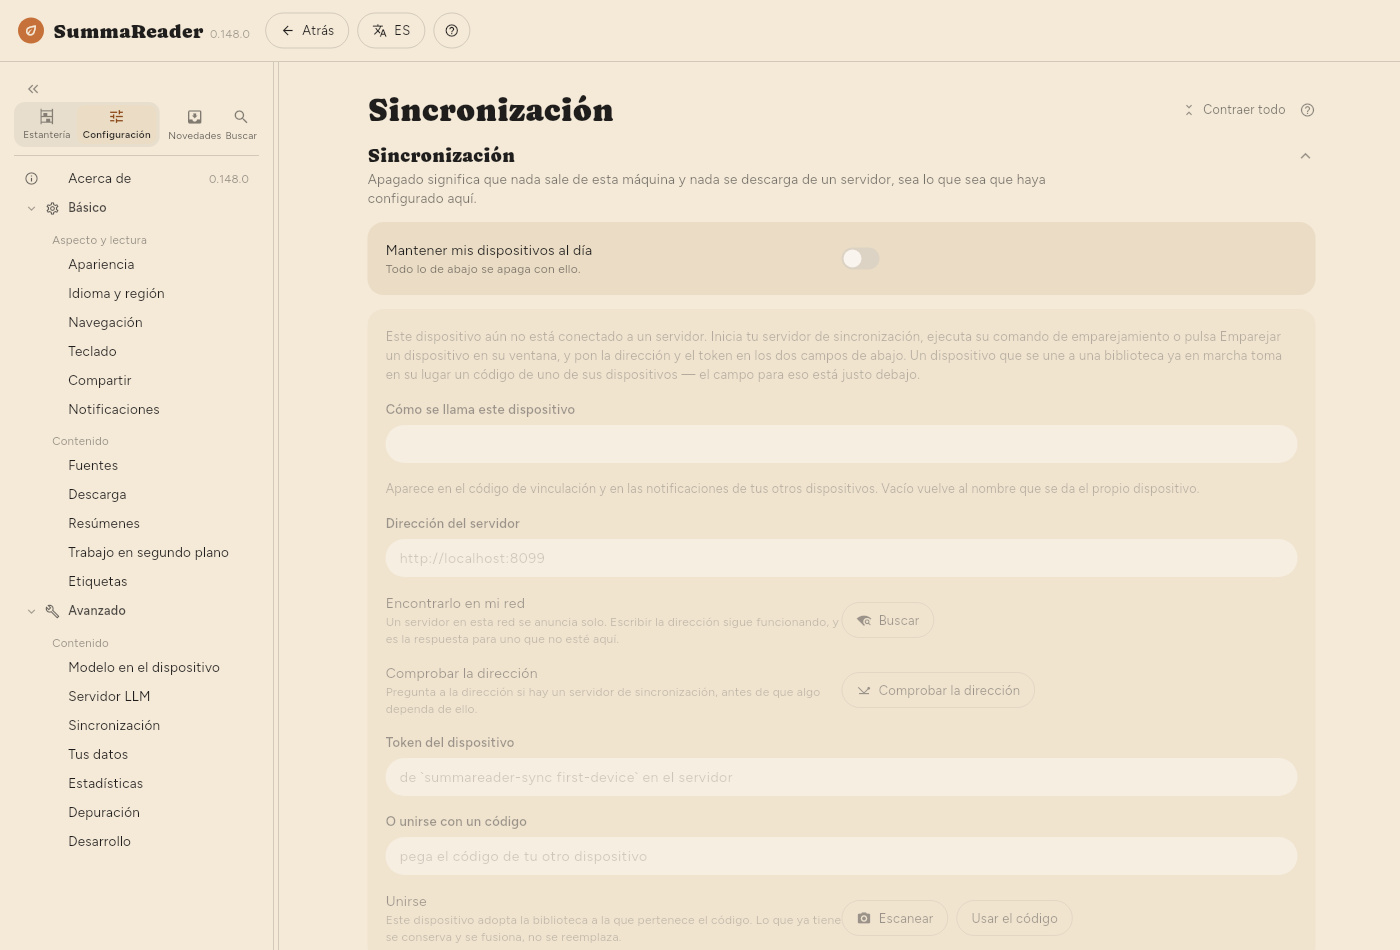 SummaReader 0.148.0
Atrás
ES
Estantería
Configuración
Novedades
Buscar
Acerca de
0.148.0
Básico
Aspecto y lectura
Apariencia
Idioma y región
Navegación
Teclado
Compartir
Notificaciones
Contenido
Fuentes
Descarga
Resúmenes
Trabajo en segundo plano
Etiquetas
Avanzado
Contenido
Modelo en el dispositivo
Servidor LLM
Sincronización
Tus datos
Estadísticas
Depuración
Desarrollo
Sincronización
Contraer todo
Sincronización
Apagado significa que nada sale de esta máquina y nada se descarga de un servidor, sea lo que sea que haya
configurado aquí.
Mantener mis dispositivos al día
Todo lo de abajo se apaga con ello.
Este dispositivo aún no está conectado a un servidor. Inicia tu servidor de sincronización, ejecuta su comando de emparejamiento o pulsa Emparejar
un dispositivo en su ventana, y pon la dirección y el token en los dos campos de abajo. Un dispositivo que se une a una biblioteca ya en marcha toma
en su lugar un código de uno de sus dispositivos — el campo para eso está justo debajo.
Cómo se llama este dispositivo
Aparece en el código de vinculación y en las notificaciones de tus otros dispositivos. Vacío vuelve al nombre que se da el propio dispositivo.
Dirección del servidor
http://localhost:8099
Encontrarlo en mi red
Un servidor en esta red se anuncia solo. Escribir la dirección sigue funcionando, y
es la respuesta para uno que no esté aquí.
Buscar
Comprobar la dirección
Pregunta a la dirección si hay un servidor de sincronización, antes de que algo
dependa de ello.
Comprobar la dirección
Token del dispositivo
de `summareader-sync first-device` en el servidor
O unirse con un código
pega el código de tu otro dispositivo
Unirse
Este dispositivo adopta la biblioteca a la que pertenece el código. Lo que ya tiene
se conserva y se fusiona, no se reemplaza.
Escanear
Usar el código